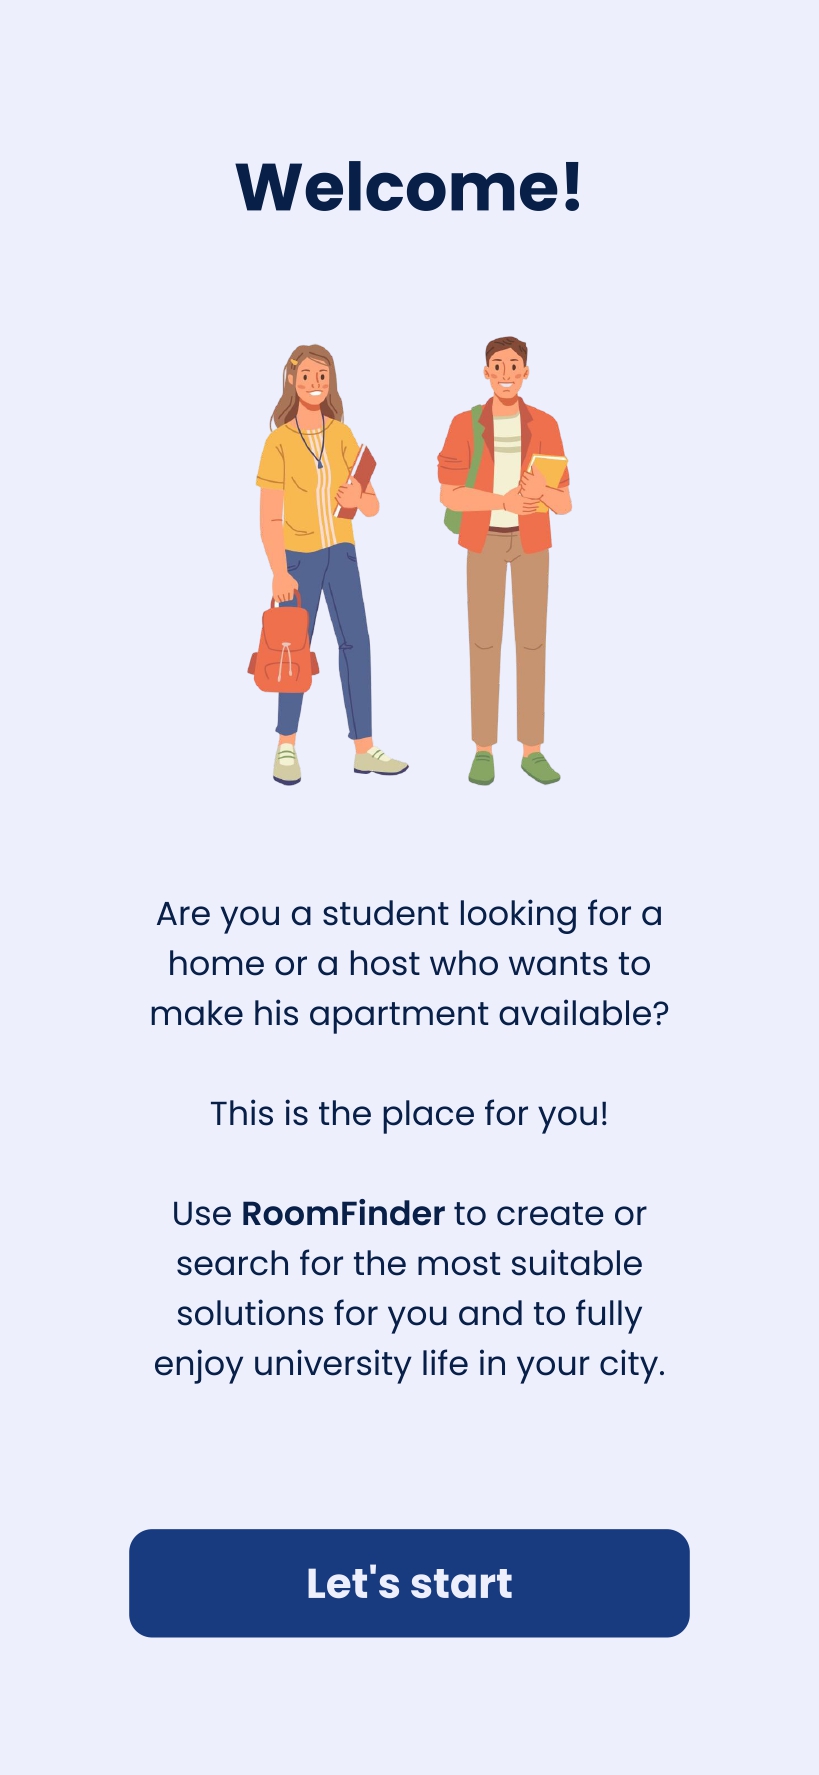 Welcome!
Are you a student looking for a
home or a host who wants to
make his apartment available?
This is the place for you!
Use RoomFinder to create or
search for the most suitable
solutions for you and to fully
enjoy university life in your city.
Let's start